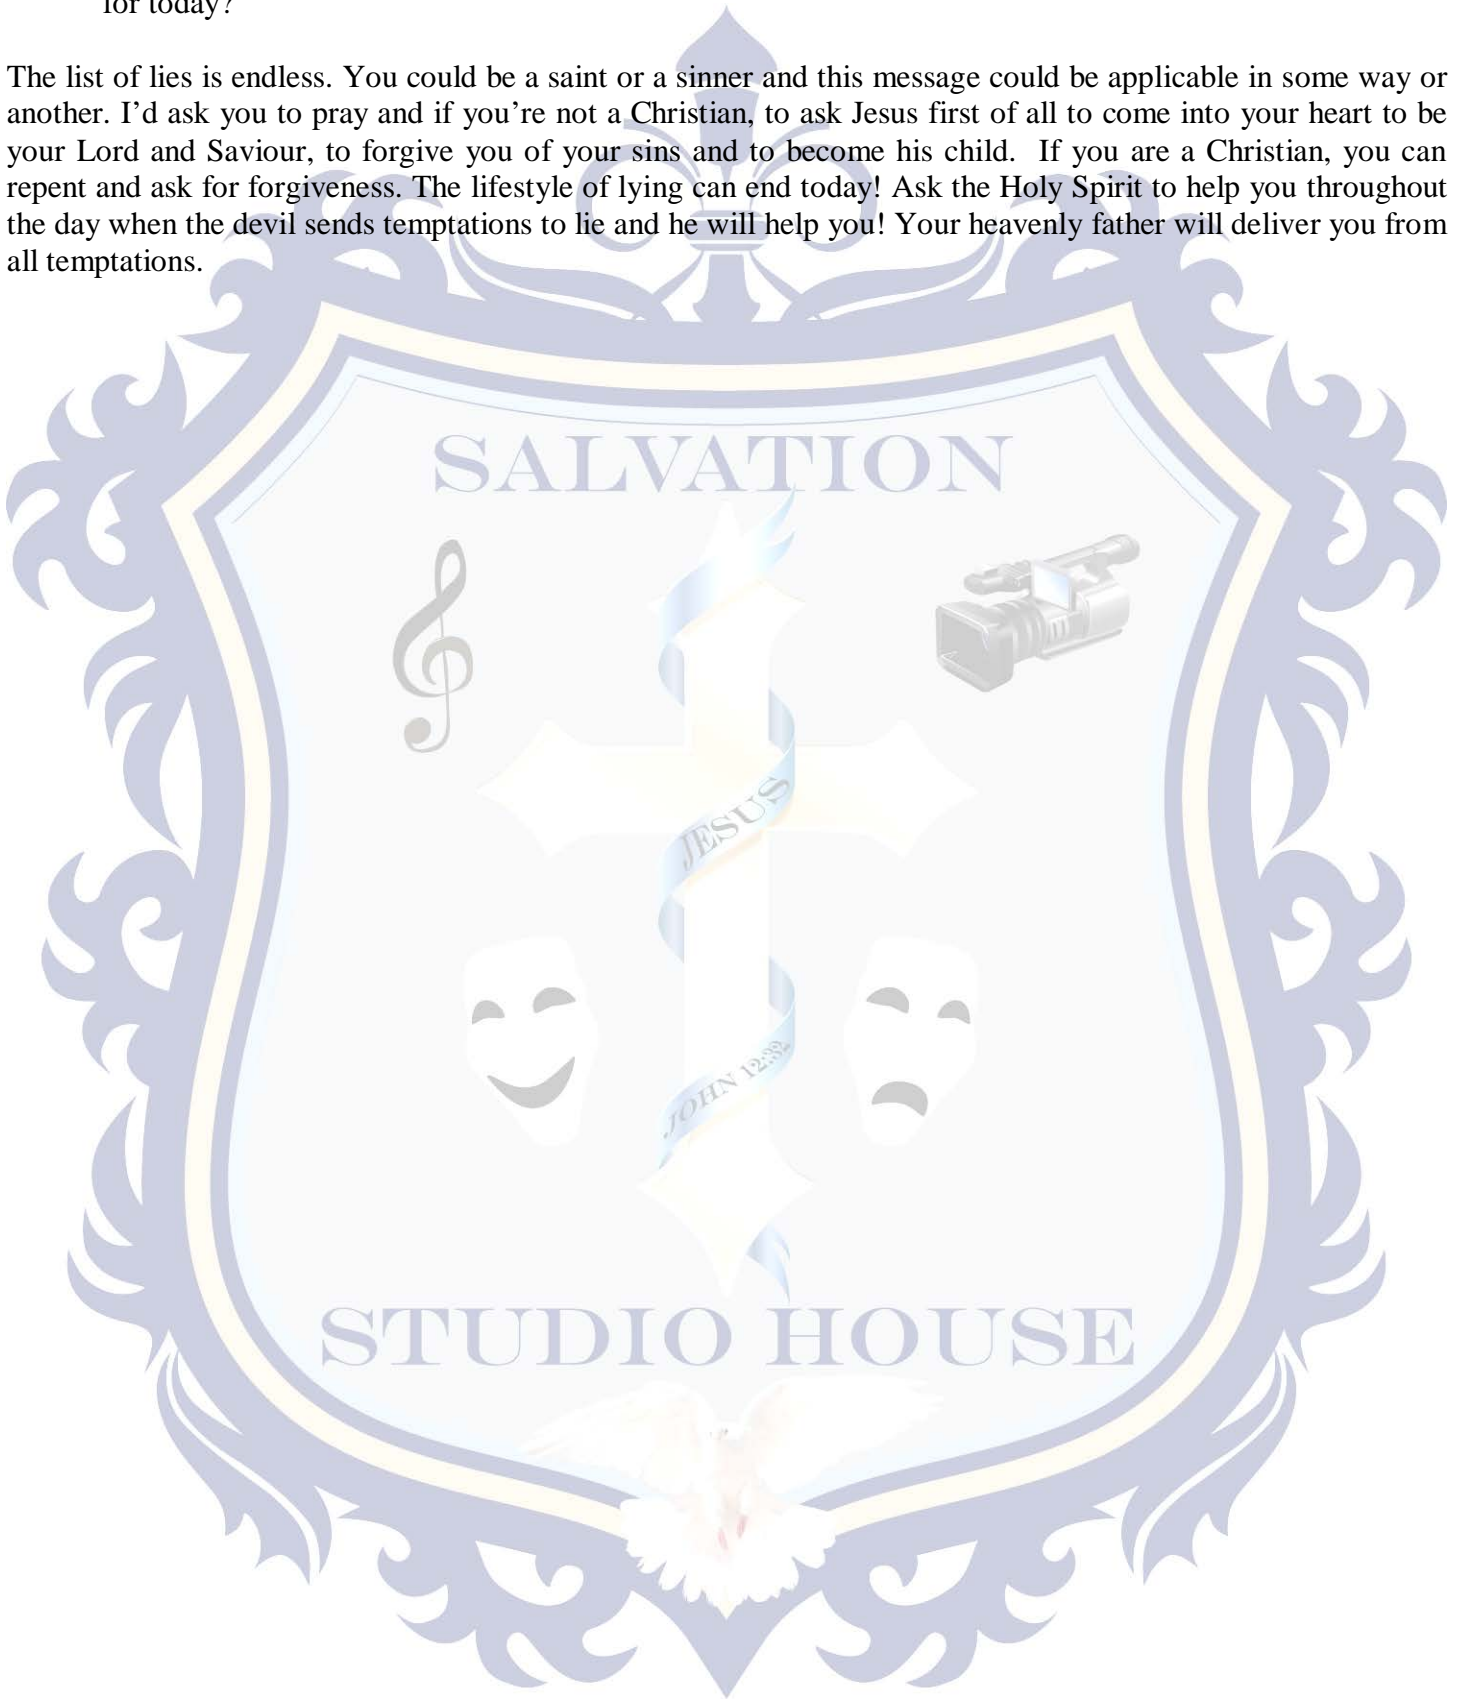 for today?
The list of lies is endless. You could be a saint or a sinner and this message could be applicable in some way or
another. I’d ask you to pray and if you’re not a Christian, to ask Jesus first of all to come into your heart to be
your Lord and Saviour, to forgive you of your sins and to become his child. If you are a Christian, you can
repent and ask for forgiveness. The lifestyle of lying can end today! Ask the Holy Spirit to help you throughout
the day when the devil sends temptations to lie and he will help you! Your heavenly father will deliver you from
all temptations.
SALVATION
JESUS
JOHN 12:32
STUDIO HOUSE